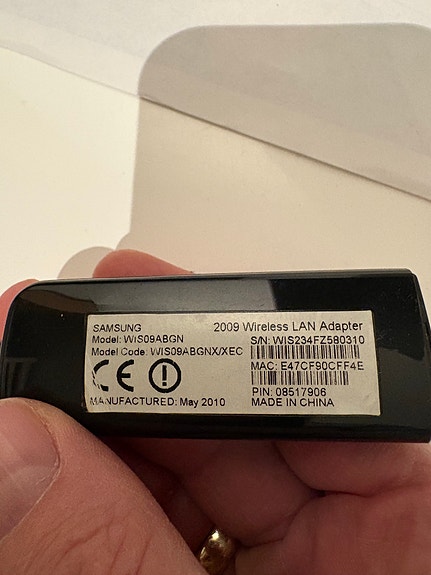 SAMSUNG
2009 Wireless LAN Adapter
Model: WIS09ABGN
Model Code: WIS09ABGNX/XEC
S/N: WIS234FZ580310
MAC: E47CF90CFF4E
CE
PIN: 08517906
MANUFACTURED: May 2010
MADE IN CHINA